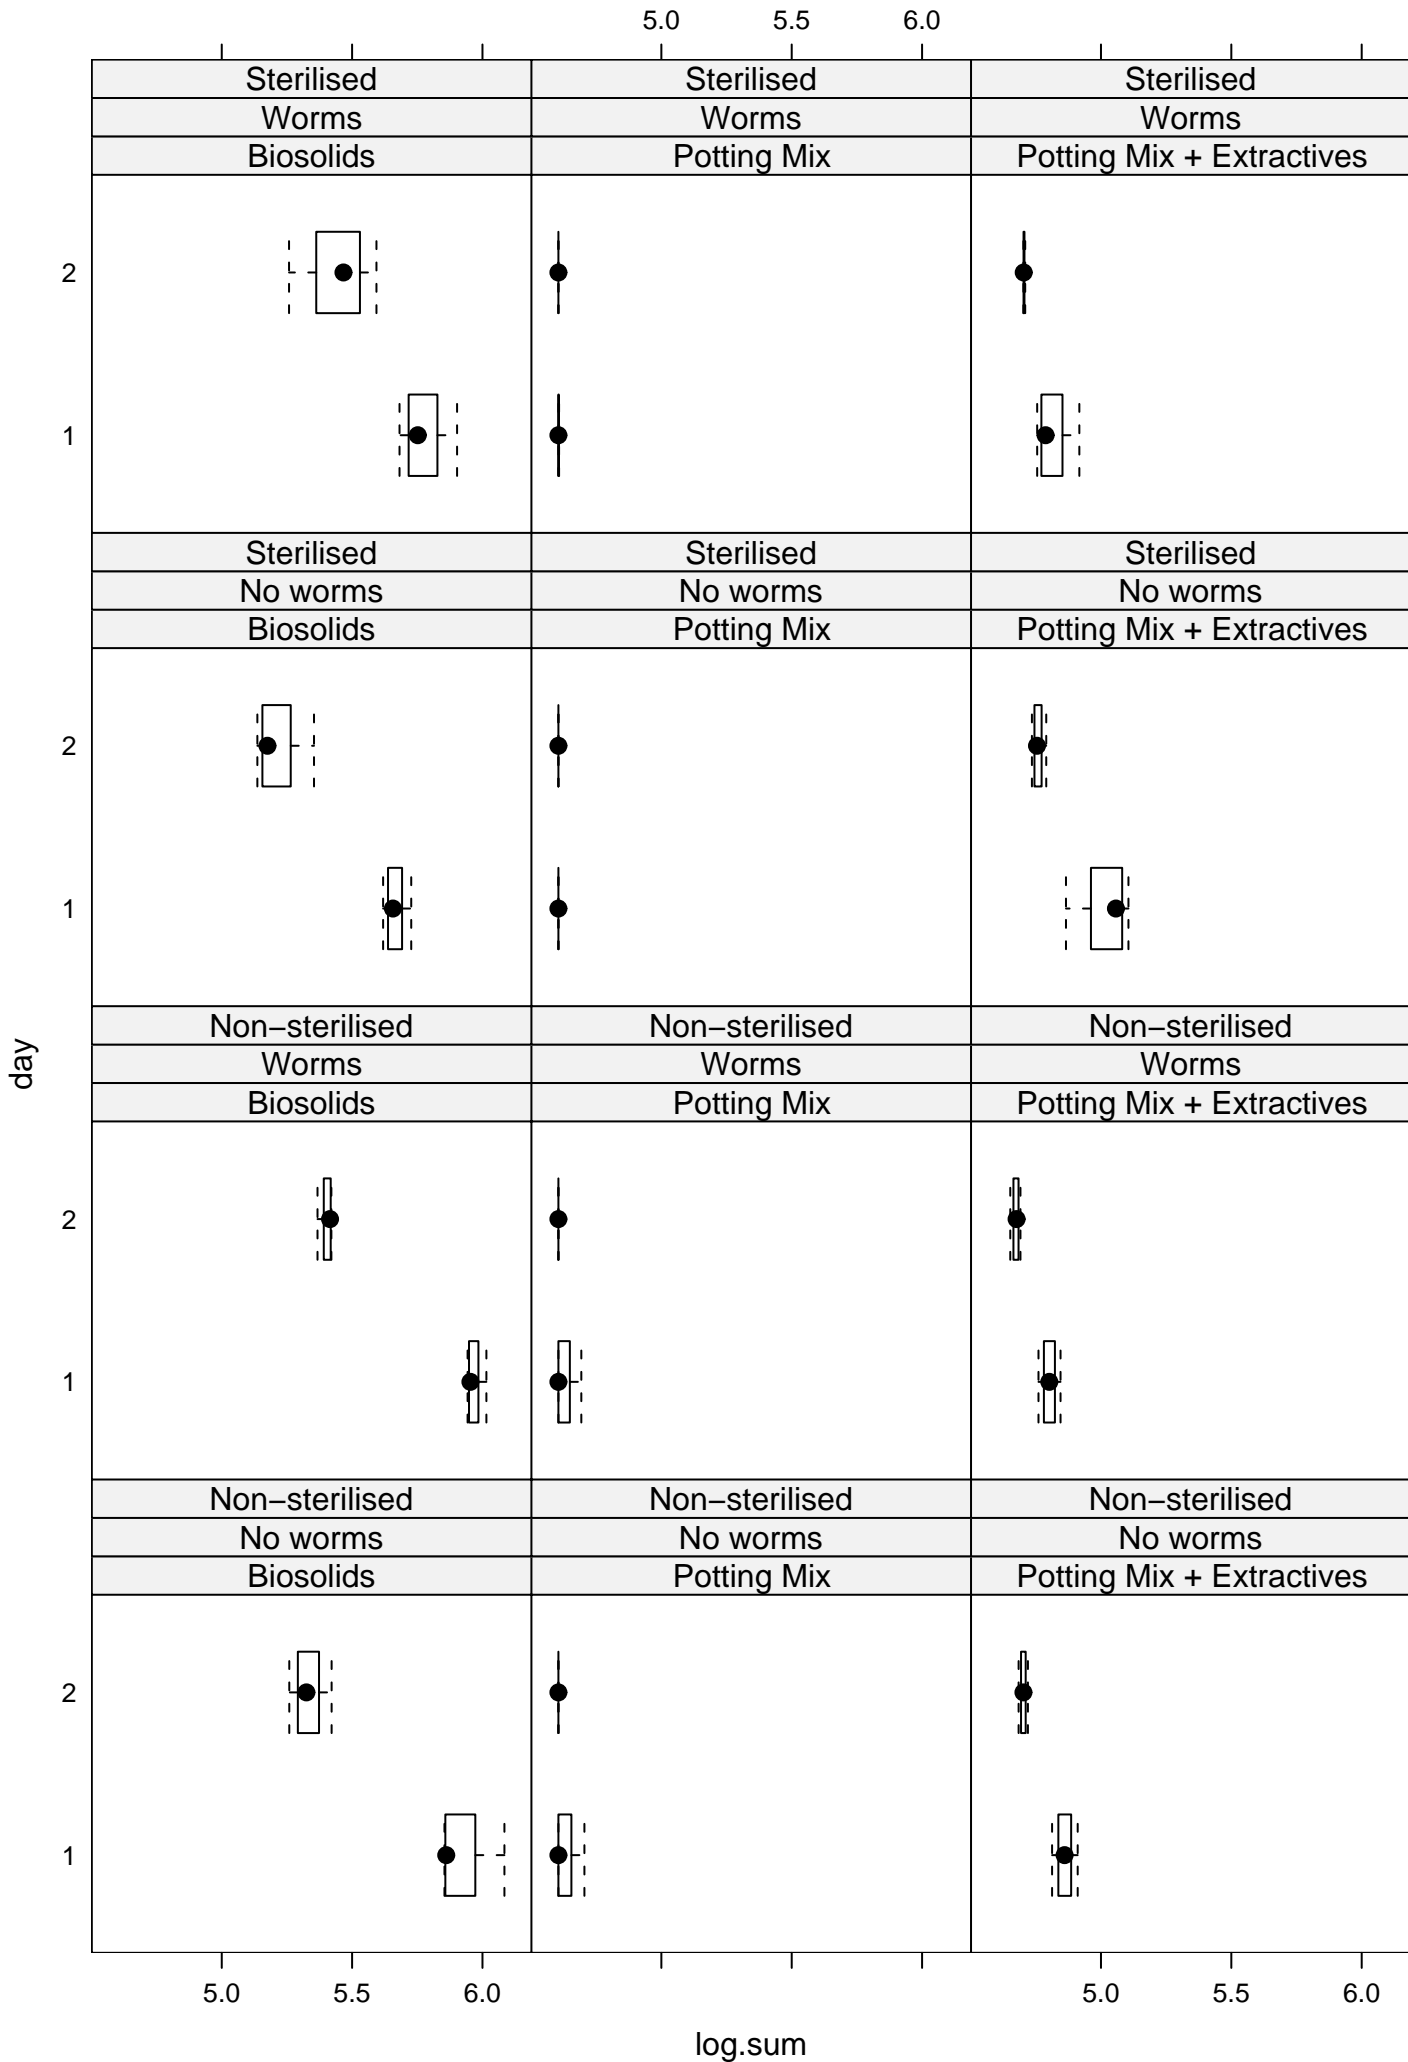 5.0 5.5 6.0
Sterilised Sterilised Sterilised
Worms Worms Worms
Biosolids Potting Mix Potting Mix + Extractives
2
1
Sterilised Sterilised Sterilised
No worms No worms No worms
Biosolids Potting Mix Potting Mix + Extractives
2
1
Non−sterilised Non−sterilised Non−sterilised
day
Worms Worms Worms
Biosolids Potting Mix Potting Mix + Extractives
2
1
Non−sterilised Non−sterilised Non−sterilised
No worms No worms No worms
Biosolids Potting Mix Potting Mix + Extractives
2
1
5.0 5.5 6.0 5.0 5.5 6.0
log.sum